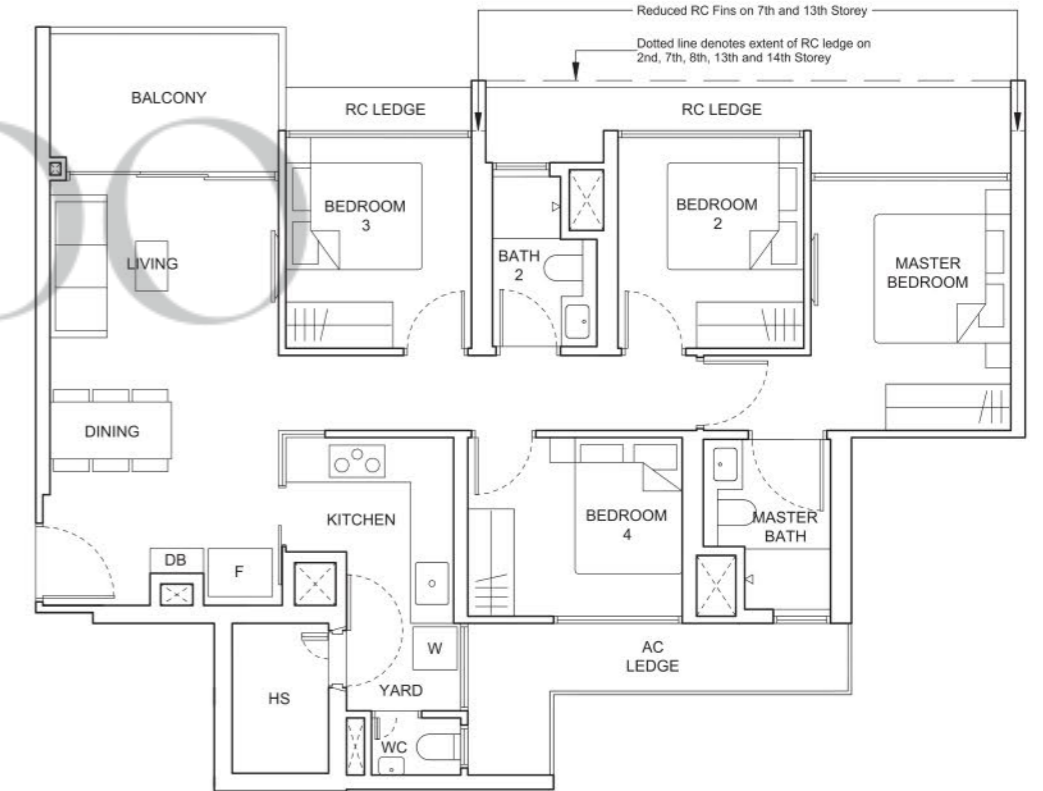 Reduced RC Fins on 7th and 13th Storey
Dotted line denotes extent of RC ledge on
2nd, 7th, 8th, 13th and 14th Storey
BALCONY
RC LEDGE
RC LEDGE
BEDROOM
3
BEDROOM
2
BATH
2
LIVING
MASTER
BEDROOM
DINING
KITCHEN
BEDROOM
4
MASTER
BATH
DB
F
W
AC
LEDGE
HS
YARD
WC